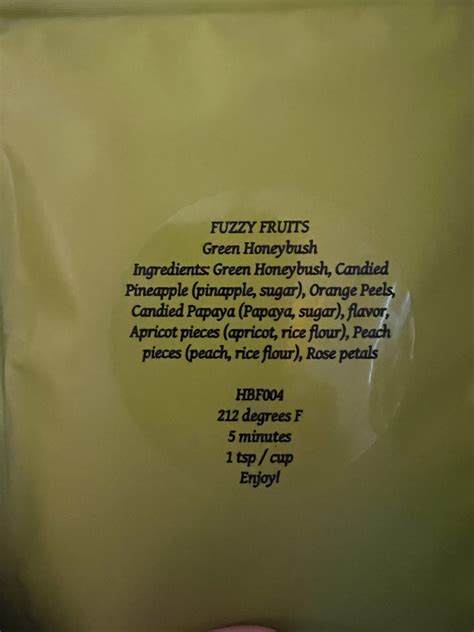 FUZZY FRUITS
Green Honeybush
Ingredients: Green Honeybush, Candied
Pineapple (pinapple, sugar), Orange Peels,
Candied Papaya (Papaya, sugar), flavor,
Apricot pieces (apricot, rice flour), Peach
pieces (peach, rice flour), Rose petals
HBF004
212 degrees F
5 minutes
1 tsp / cup
Enjoy!